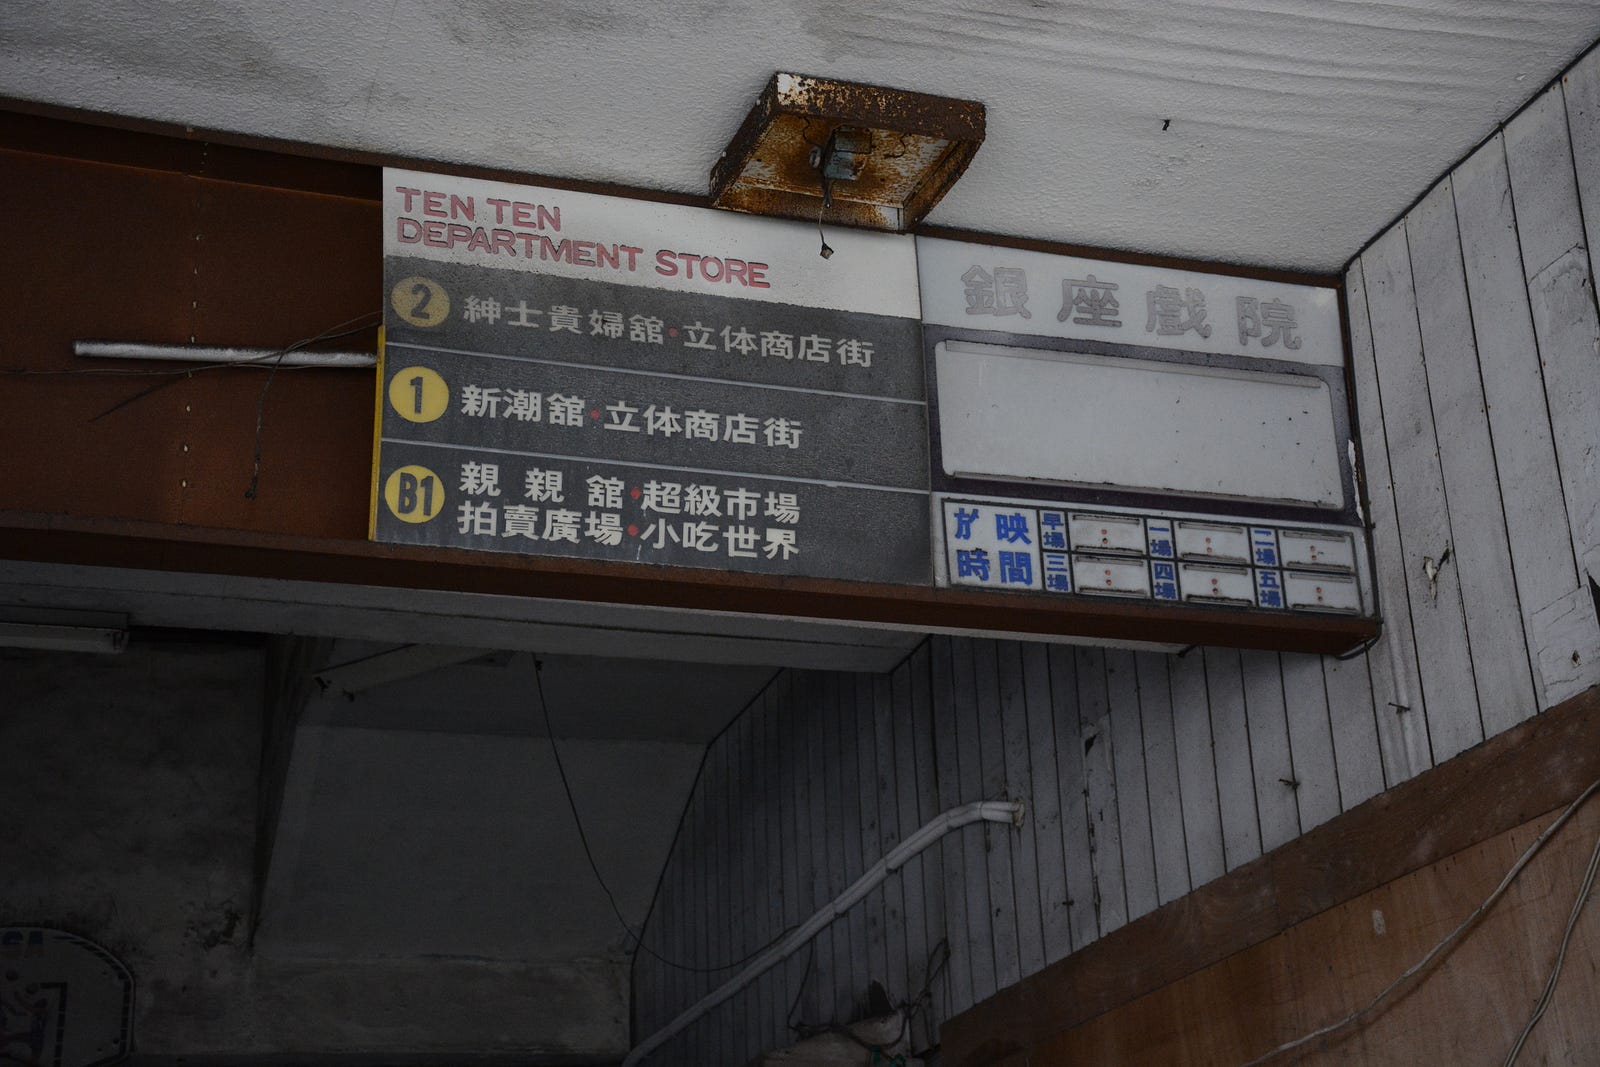 TEN TEN
DEPARTMENT STORE
2 紳士貴婦舘·立体商店街
1 新潮舘·立体商店街
B1 親親舘·超級市場
拍賣廣場·小吃世界
銀座戲院
放映時間
早場 : 一場 : 二場 :
三場 : 四場 : 五場 :